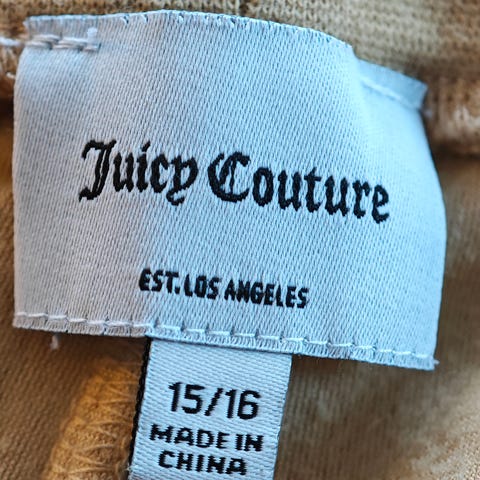 Juicy Couture
EST. LOS ANGELES
15/16
MADE IN
CHINA